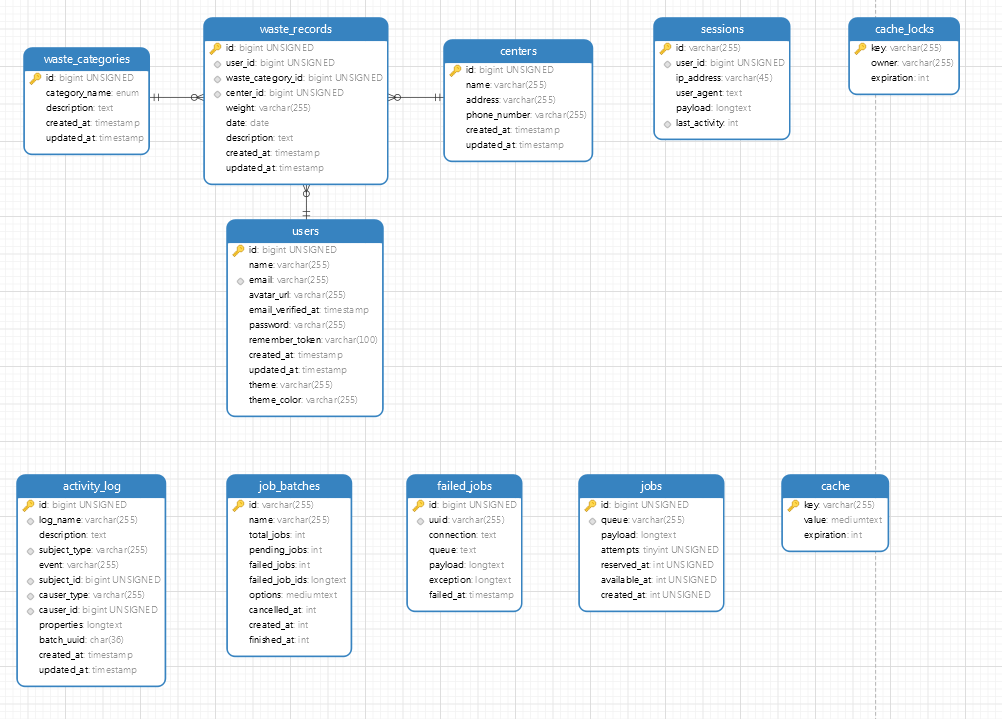 waste_categories
id: bigint UNSIGNED
category_name: enum
description: text
created_at: timestamp
updated_at: timestamp
waste_records
id: bigint UNSIGNED
user_id: bigint UNSIGNED
waste_category_id: bigint UNSIGNED
center_id: bigint UNSIGNED
weight: varchar(255)
date: date
description: text
created_at: timestamp
updated_at: timestamp
centers
id: bigint UNSIGNED
name: varchar(255)
address: varchar(255)
phone_number: varchar(255)
created_at: timestamp
updated_at: timestamp
sessions
id: varchar(255)
user_id: bigint UNSIGNED
ip_address: varchar(45)
user_agent: text
payload: longtext
last_activity: int
cache_locks
key: varchar(255)
owner: varchar(255)
expiration: int
users
id: bigint UNSIGNED
name: varchar(255)
email: varchar(255)
avatar_url: varchar(255)
email_verified_at: timestamp
password: varchar(255)
remember_token: varchar(100)
created_at: timestamp
updated_at: timestamp
theme: varchar(255)
theme_color: varchar(255)
activity_log
id: bigint UNSIGNED
log_name: varchar(255)
description: text
subject_type: varchar(255)
event: varchar(255)
subject_id: bigint UNSIGNED
causer_type: varchar(255)
causer_id: bigint UNSIGNED
properties: longtext
batch_uuid: char(36)
created_at: timestamp
updated_at: timestamp
job_batches
id: varchar(255)
name: varchar(255)
total_jobs: int
pending_jobs: int
failed_jobs: int
failed_job_ids: longtext
options: mediumtext
cancelled_at: int
created_at: int
finished_at: int
failed_jobs
id: bigint UNSIGNED
uuid: varchar(255)
connection: text
queue: text
payload: longtext
exception: longtext
failed_at: timestamp
jobs
id: bigint UNSIGNED
queue: varchar(255)
payload: longtext
attempts: tinyint UNSIGNED
reserved_at: int UNSIGNED
available_at: int UNSIGNED
created_at: int UNSIGNED
cache
key: varchar(255)
value: mediumtext
expiration: int